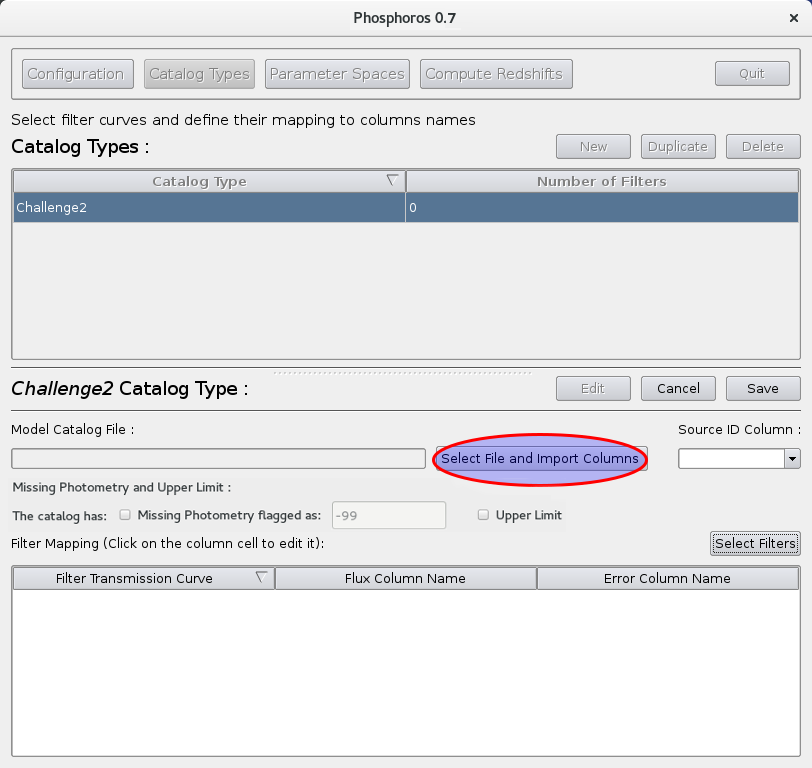 Phosphoros 0.7
Configuration Catalog Types Parameter Spaces Compute Redshifts Quit
Select filter curves and define their mapping to columns names
Catalog Types : New Duplicate Delete
Catalog Type Number of Filters
Challenge2 0
Challenge2 Catalog Type : Edit Cancel Save
Model Catalog File : Source ID Column :
Select File and Import Columns
Missing Photometry and Upper Limit :
The catalog has: Missing Photometry flagged as: -99 Upper Limit
Filter Mapping (Click on the column cell to edit it): Select Filters
Filter Transmission Curve Flux Column Name Error Column Name